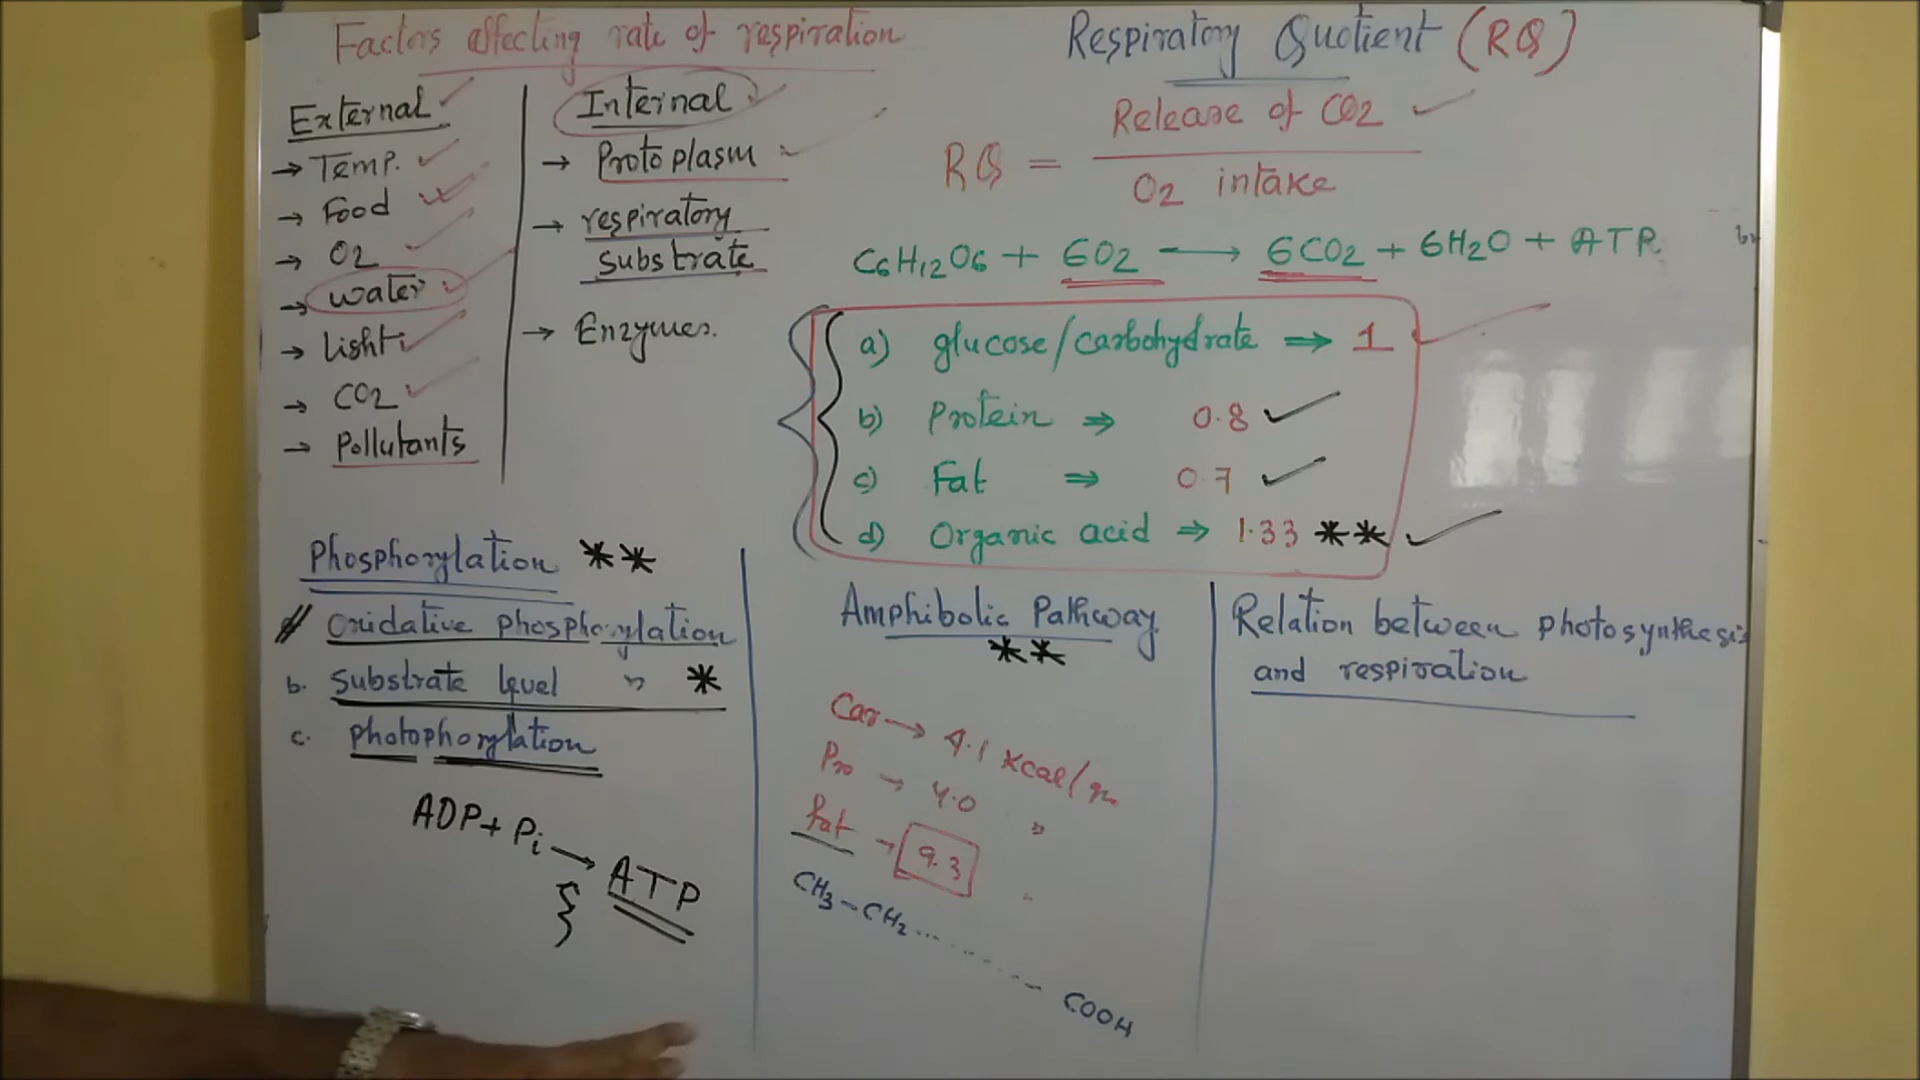 Factors affecting rate of respiration
External
→ Temp.
→ Food
→ O2
→ water
→ Light
→ CO2
→ Pollutants
Internal
→ Protoplasm
→ respiratory
substrate
→ Enzymes.
Respiratory Quotient (RQ)
RQ = Release of CO2
O2 intake
C6H12O6 + 6O2 → 6CO2 + 6H2O + ATP
a) glucose/carbohydrate ⇒ 1
b) Protein ⇒ 0.8
c) Fat ⇒ 0.7
d) Organic acid ⇒ 1.33 **
Phosphorylation **
Oxidative phosphorylation
b. Substrate level " *
c. photophorylation
ADP + Pi → ATP
Amphibolic Pathway
**
Car → 4.1 Kcal/gm
Pro → 4.0 "
fat → 9.3 "
CH3 - CH2 ......... COOH
Relation between photosynthesis
and respiration